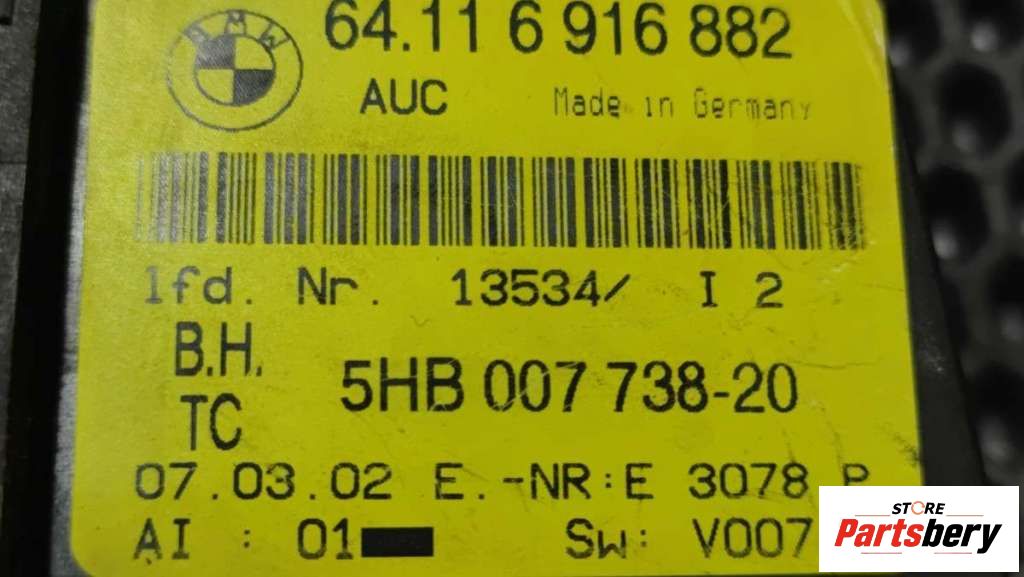 BMW
64.11 6 916 882
AUC Made in Germany
lfd. Nr. 13534/ I 2
B.H.
TC
5HB 007 738-20
07.03.02 E.-NR:E 3078 P
AI : 01 Sw: V007
STORE
Partsbery